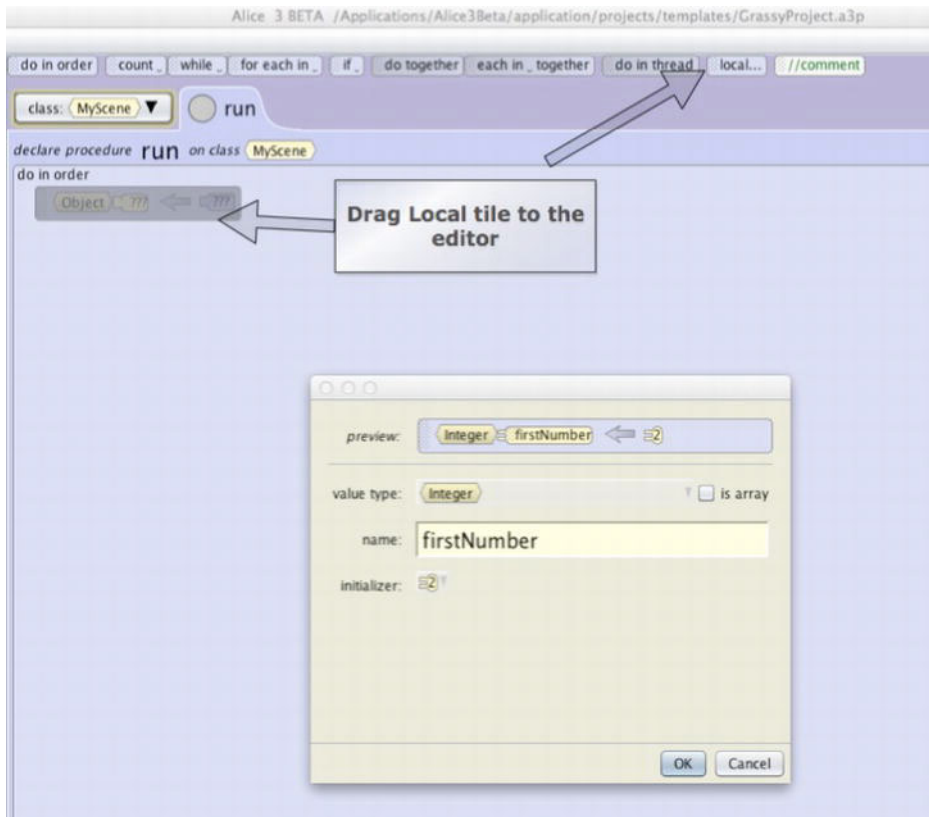 Alice 3 BETA /Applications/Alice3Beta/application/projects/templates/GrassyProject.a3p
do in order count _ while _ for each in _ if _ do together each in _ together do in thread local... //comment
class: MyScene ▼ run
declare procedure run on class MyScene
do in order
Object ??? ???
Drag Local tile to the
editor
preview: Integer firstNumber 2
value type: Integer is array
name: firstNumber
initializer: 2
OK Cancel